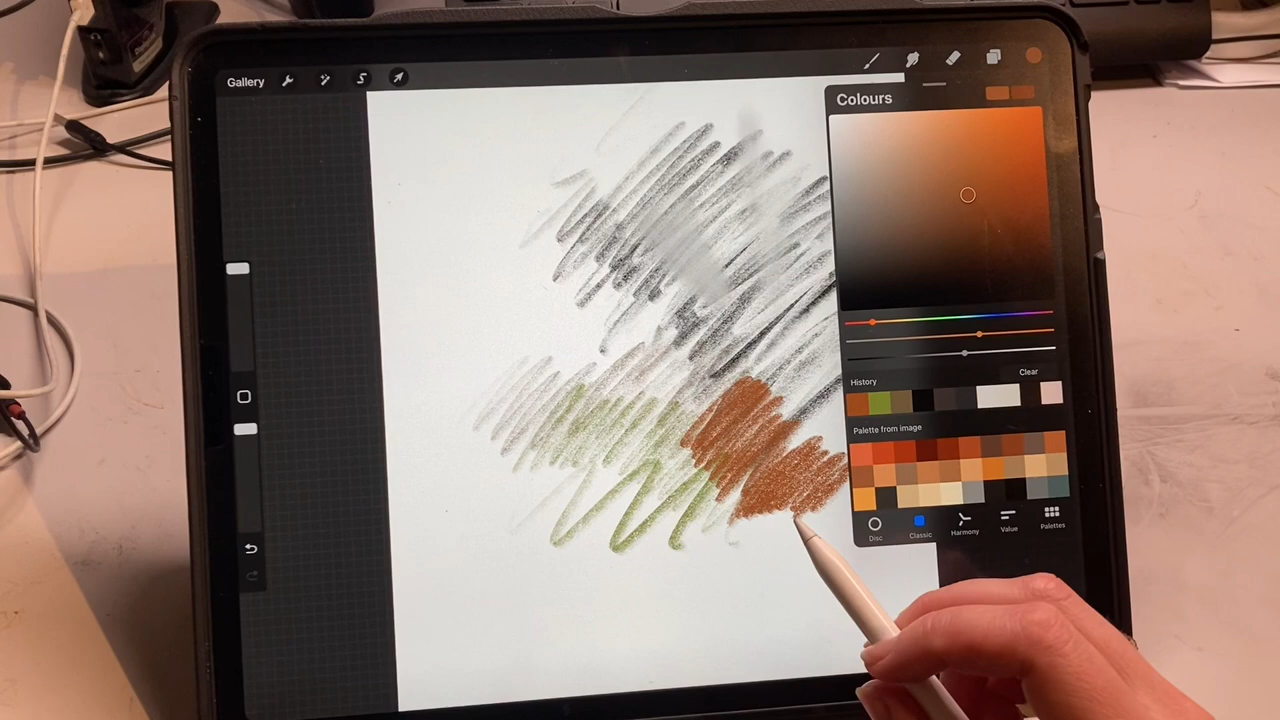 Gallery
Colours
Clear
History
Palette from image
Disc
Classic
Harmony
Value
Palettes